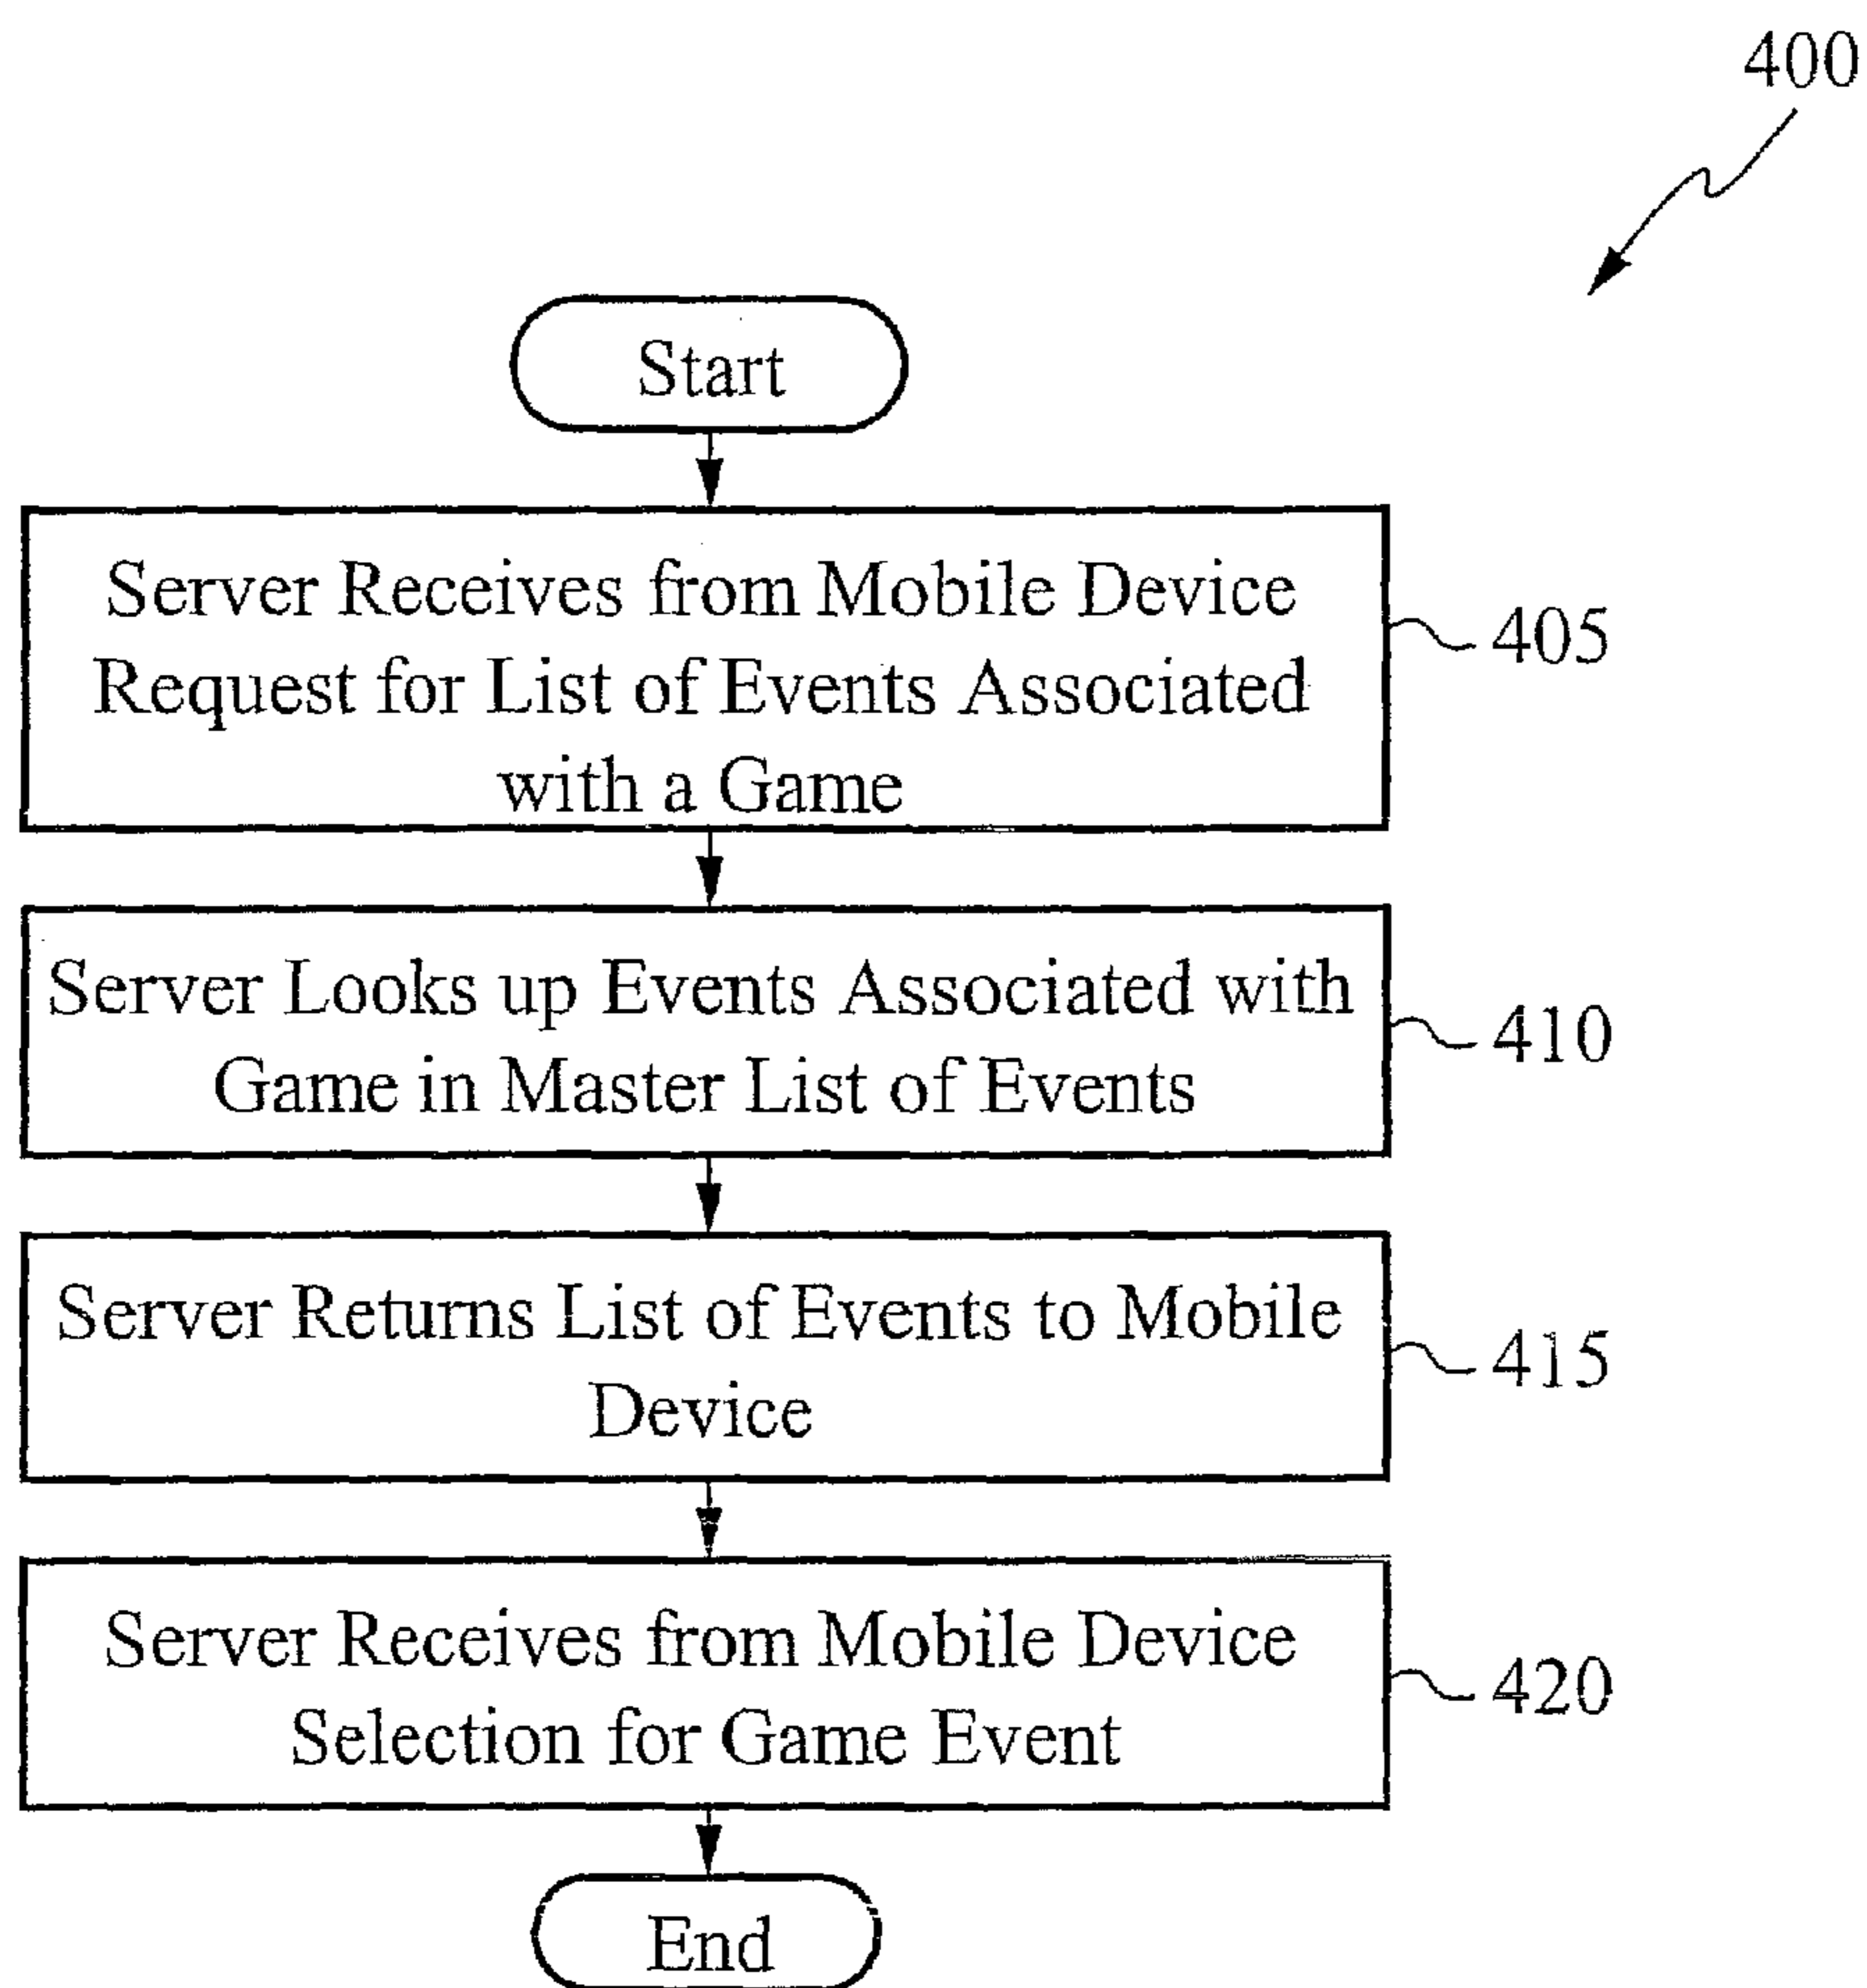 400
Start
Server Receives from Mobile Device
Request for List of Events Associated
with a Game
405
Server Looks up Events Associated with
Game in Master List of Events
410
Server Returns List of Events to Mobile
Device
415
Server Receives from Mobile Device
Selection for Game Event
420
End